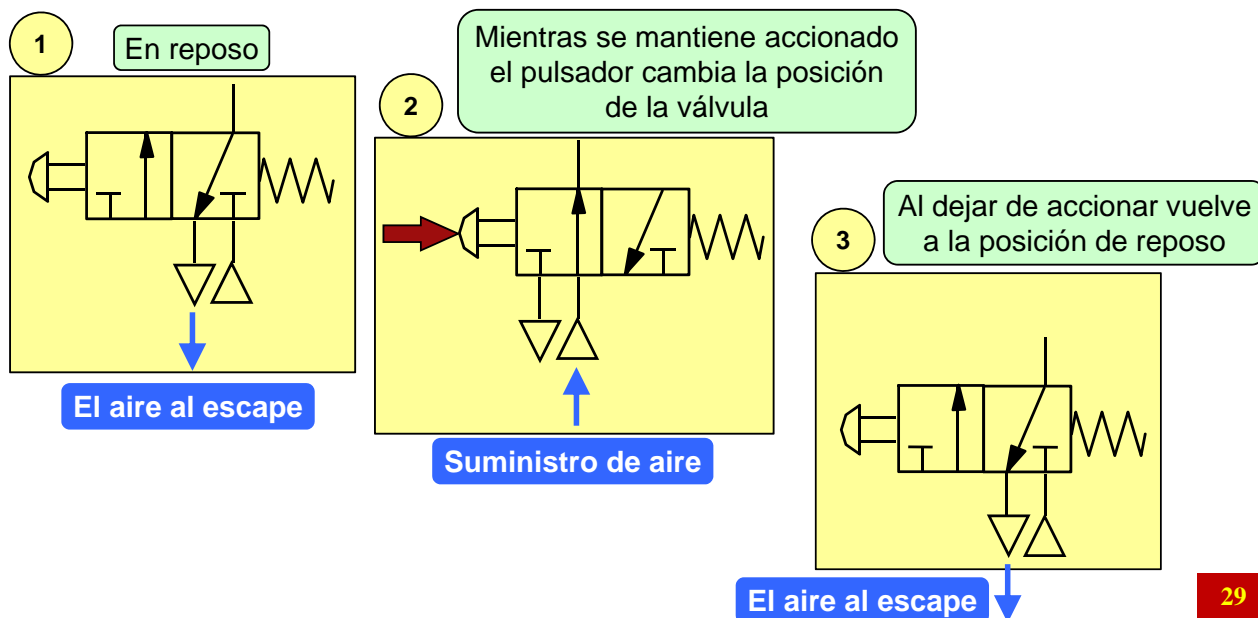 1
En reposo
El aire al escape
2
Mientras se mantiene accionado
el pulsador cambia la posición
de la válvula
Suministro de aire
3
Al dejar de accionar vuelve
a la posición de reposo
El aire al escape
29